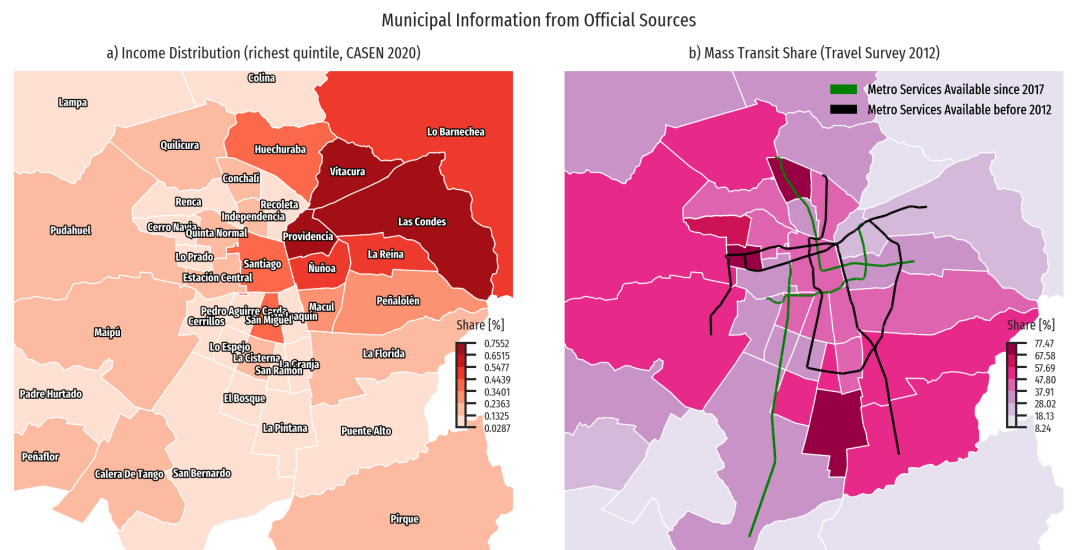 Municipal Information from Official Sources
a) Income Distribution (richest quintile, CASEN 2020)
Colina
Lampa
Lo Barnechea
Quilicura
Huechuraba
Vitacura
Conchalí
Renca
Recoleta
Independencia
Las Condes
Cerro Navia
Quinta Normal
Pudahuel
Providencia
La Reina
Lo Prado
Santiago
Ñuñoa
Estación Central
Peñalolén
Macul
Pedro Aguirre Cerda
San Miguel
Cerrillos
Maipú
Lo Espejo
La Cisterna
La Granja
San Ramón
La Florida
Padre Hurtado
El Bosque
La Pintana
Puente Alto
Peñaflor
Calera De Tango
San Bernardo
Pirque
Share [%]
0.7552
0.6515
0.5477
0.4439
0.3401
0.2363
0.1325
0.0287
b) Mass Transit Share (Travel Survey 2012)
Metro Services Available since 2017
Metro Services Available before 2012
Share [%]
77.47
67.58
57.69
47.80
37.91
28.02
18.13
8.24